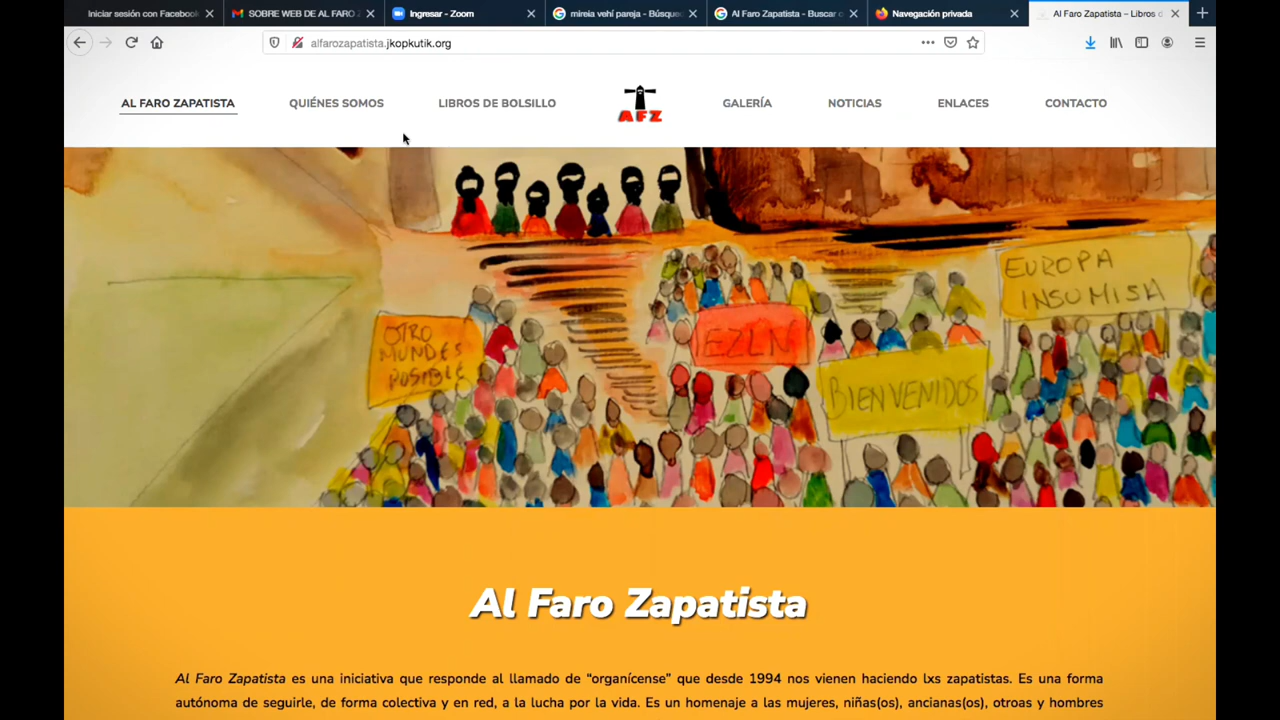 Iniciar sesión con Facebook
SOBRE WEB DE AL FARO Z
Ingresar - Zoom
mireia vehí pareja - Búsque
Al Faro Zapatista - Buscar c
Navegación privada
Al Faro Zapatista – Libros d
alfarozapatista.jkopkutik.org
AL FARO ZAPATISTA
QUIÉNES SOMOS
LIBROS DE BOLSILLO
AFZ
GALERÍA
NOTICIAS
ENLACES
CONTACTO
EUROPA
INSUMISA
OTRO
MUNDES
POSIBLE
EZLN
BIENVENIDOS
Al Faro Zapatista
Al Faro Zapatista es una iniciativa que responde al llamado de “organícense” que desde 1994 nos vienen haciendo lxs zapatistas. Es una forma
autónoma de seguirle, de forma colectiva y en red, a la lucha por la vida. Es un homenaje a las mujeres, niñas(os), ancianas(os), otroas y hombres